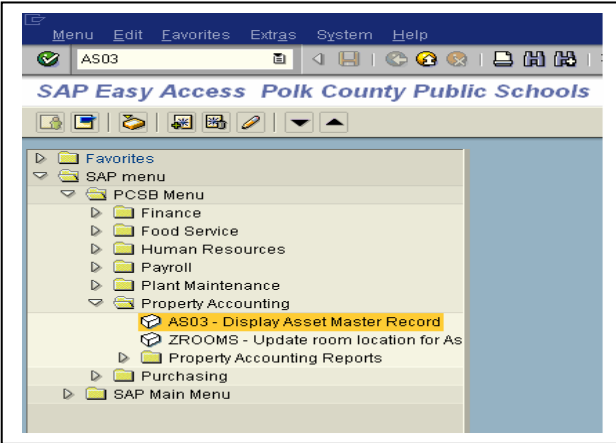 Menu Edit Favorites Extras System Help
AS03
SAP Easy Access Polk County Public Schools
Favorites
SAP menu
PCSB Menu
Finance
Food Service
Human Resources
Payroll
Plant Maintenance
Property Accounting
AS03 - Display Asset Master Record
ZROOMS - Update room location for As
Property Accounting Reports
Purchasing
SAP Main Menu